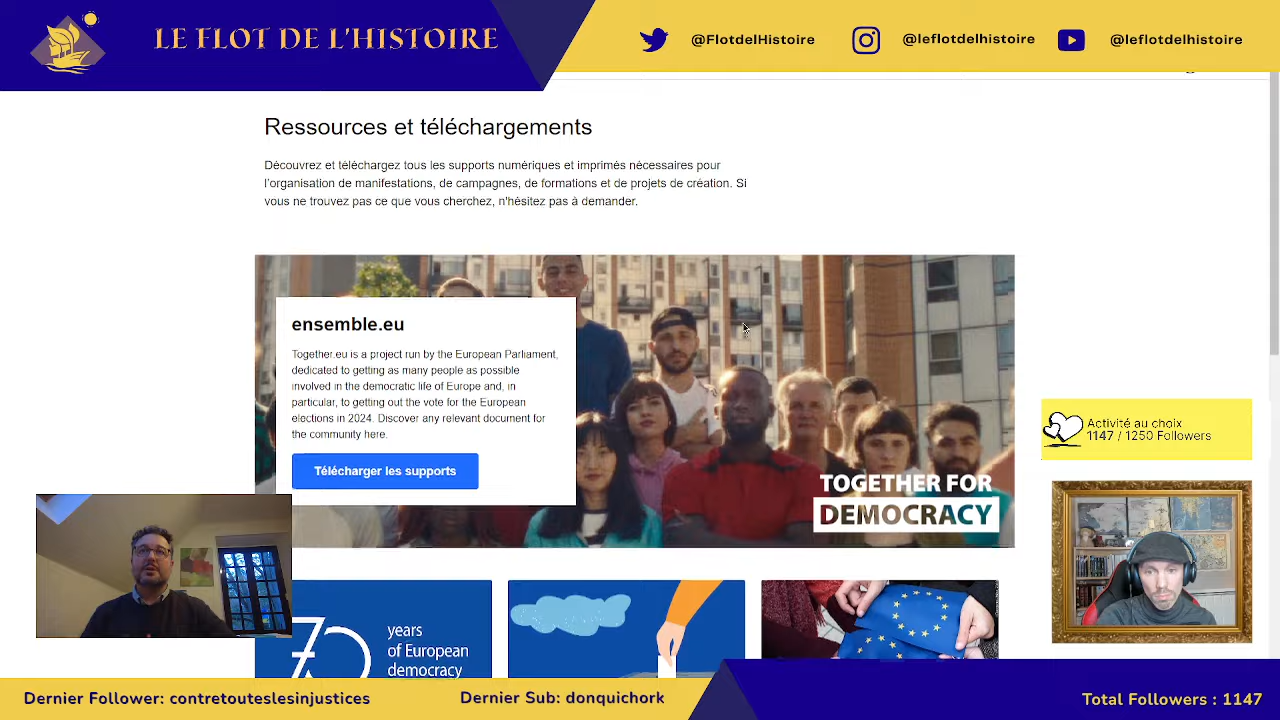 LE FLOT DE L'HISTOIRE
@FlotdelHistoire
@leflotdelhistoire
@leflotdelhistoire
Ressources et téléchargements
Découvrez et téléchargez tous les supports numériques et imprimés nécessaires pour
l'organisation de manifestations, de campagnes, de formations et de projets de création. Si
vous ne trouvez pas ce que vous cherchez, n'hésitez pas à demander.
ensemble.eu
Together.eu is a project run by the European Parliament,
dedicated to getting as many people as possible
involved in the democratic life of Europe and, in
particular, to getting out the vote for the European
elections in 2024. Discover any relevant document for
the community here.
Télécharger les supports
TOGETHER FOR
DEMOCRACY
Activité au choix
1147 / 1250 Followers
70 years
of European
democracy
Dernier Follower: contretouteslesinjustices
Dernier Sub: donquichork
Total Followers : 1147